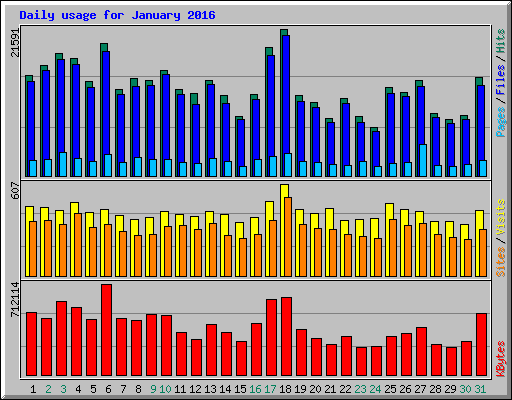 Daily usage for January 2016
21591
607
712114
Pages / Files / Hits
Sites / Visits
KBytes
1 2 3 4 5 6 7 8 9 10 11 12 13 14 15 16 17 18 19 20 21 22 23 24 25 26 27 28 29 30 31